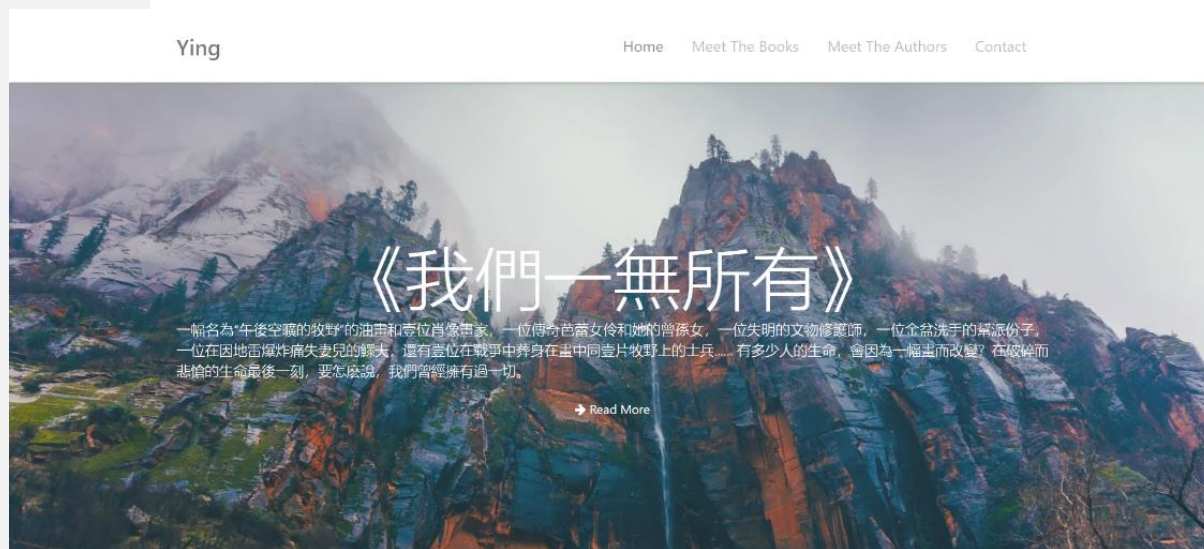 Ying
Home Meet The Books Meet The Authors Contact
《我們一無所有》
一幅名為“午後空曠的牧野”的油畫和壹位肖像畫家，一位傳奇芭蕾女伶和她的曾孫女，一位失明的文物修護師，一位金盆洗手的幫派份子，
一位在因地雷爆炸痛失妻兒的鰥夫，還有壹位在戰爭中葬身在畫中同壹片牧野上的士兵...... 有多少人的生命，會因為一幅畫而改變？在破碎而
悲愴的生命最後一刻，要怎麼說，我們曾經擁有過一切。
Read More